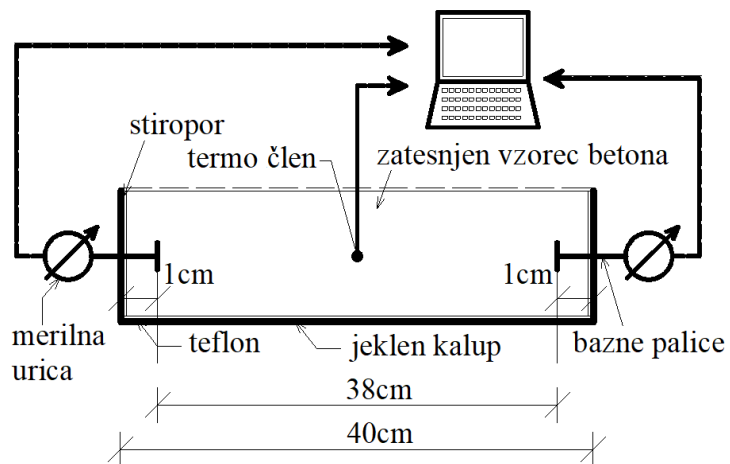 stiropor
termo člen
zatesnjen vzorec betona
1cm
1cm
merilna
urica
teflon
jeklen kalup
bazne palice
38cm
40cm